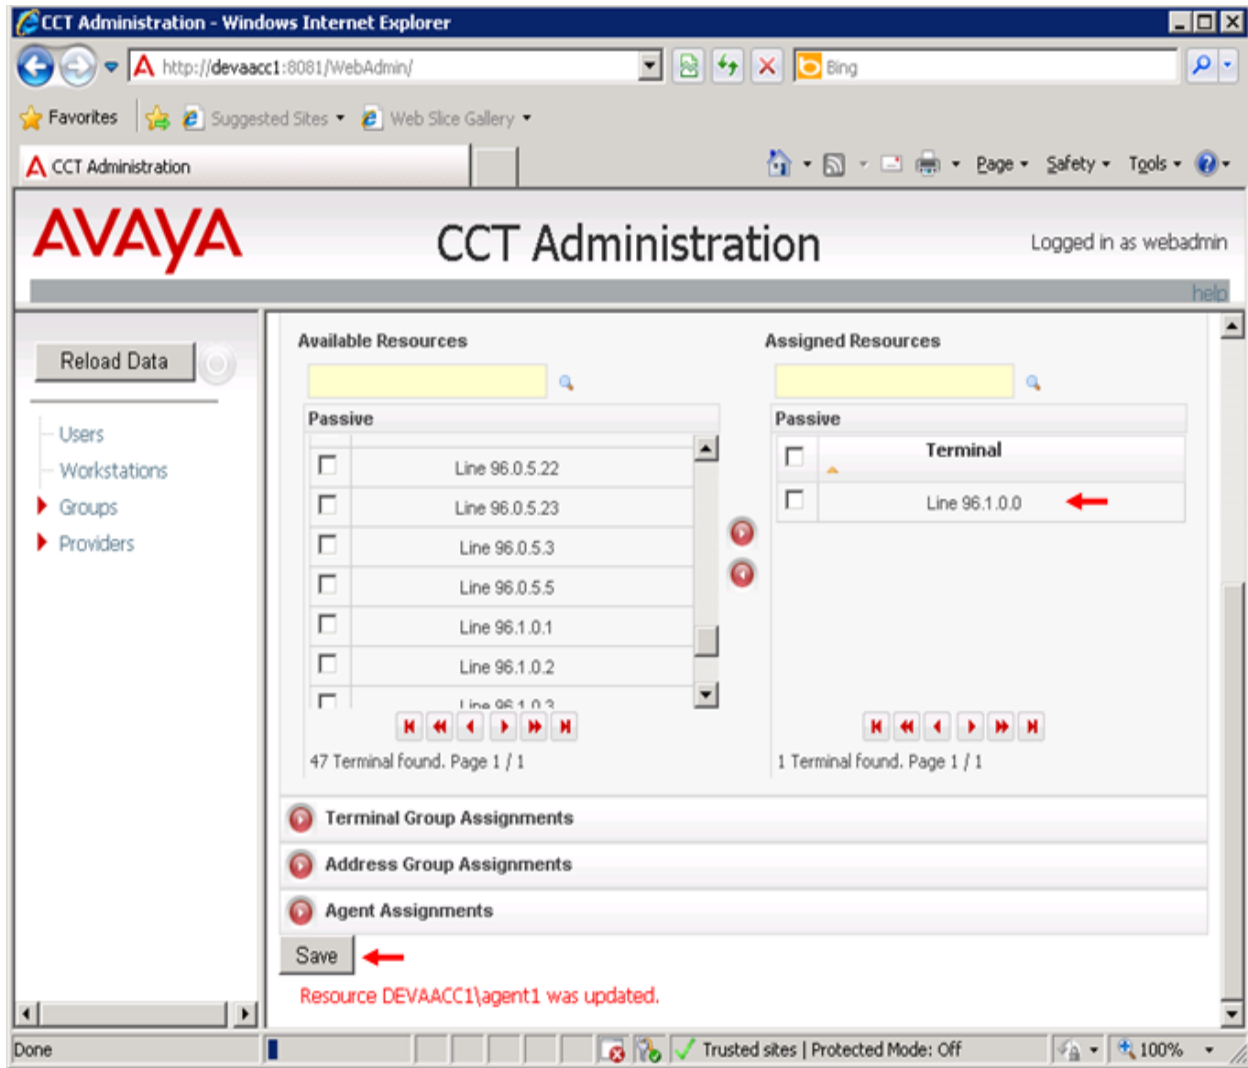 CCT Administration - Windows Internet Explorer
http://devaacc1:8081/WebAdmin/
Bing
Favorites Suggested Sites Web Slice Gallery
CCT Administration
Page Safety Tools
AVAYA CCT Administration Logged in as webadmin
help
Reload Data
Users
Workstations
Groups
Providers
Available Resources Assigned Resources
Passive Passive
Terminal
Line 96.0.5.22
Line 96.1.0.0
Line 96.0.5.23
Line 96.0.5.3
Line 96.0.5.5
Line 96.1.0.1
Line 96.1.0.2
Line 96.1.0.3
47 Terminal found. Page 1 / 1 1 Terminal found. Page 1 / 1
Terminal Group Assignments
Address Group Assignments
Agent Assignments
Save
Resource DEVAACC1\agent1 was updated.
Done Trusted sites | Protected Mode: Off 100%